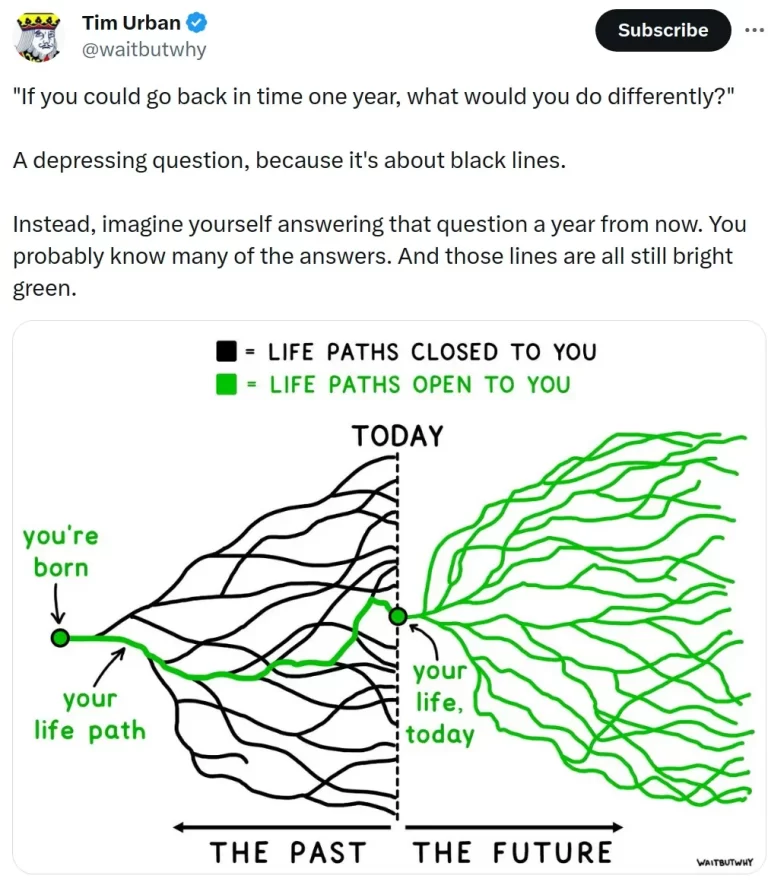 Tim Urban
@waitbutwhy
Subscribe
"If you could go back in time one year, what would you do differently?"
A depressing question, because it's about black lines.
Instead, imagine yourself answering that question a year from now. You
probably know many of the answers. And those lines are all still bright
green.
= LIFE PATHS CLOSED TO YOU
= LIFE PATHS OPEN TO YOU
TODAY
you're
born
your
life path
your
life,
today
THE PAST
THE FUTURE
WAITBUTWHY